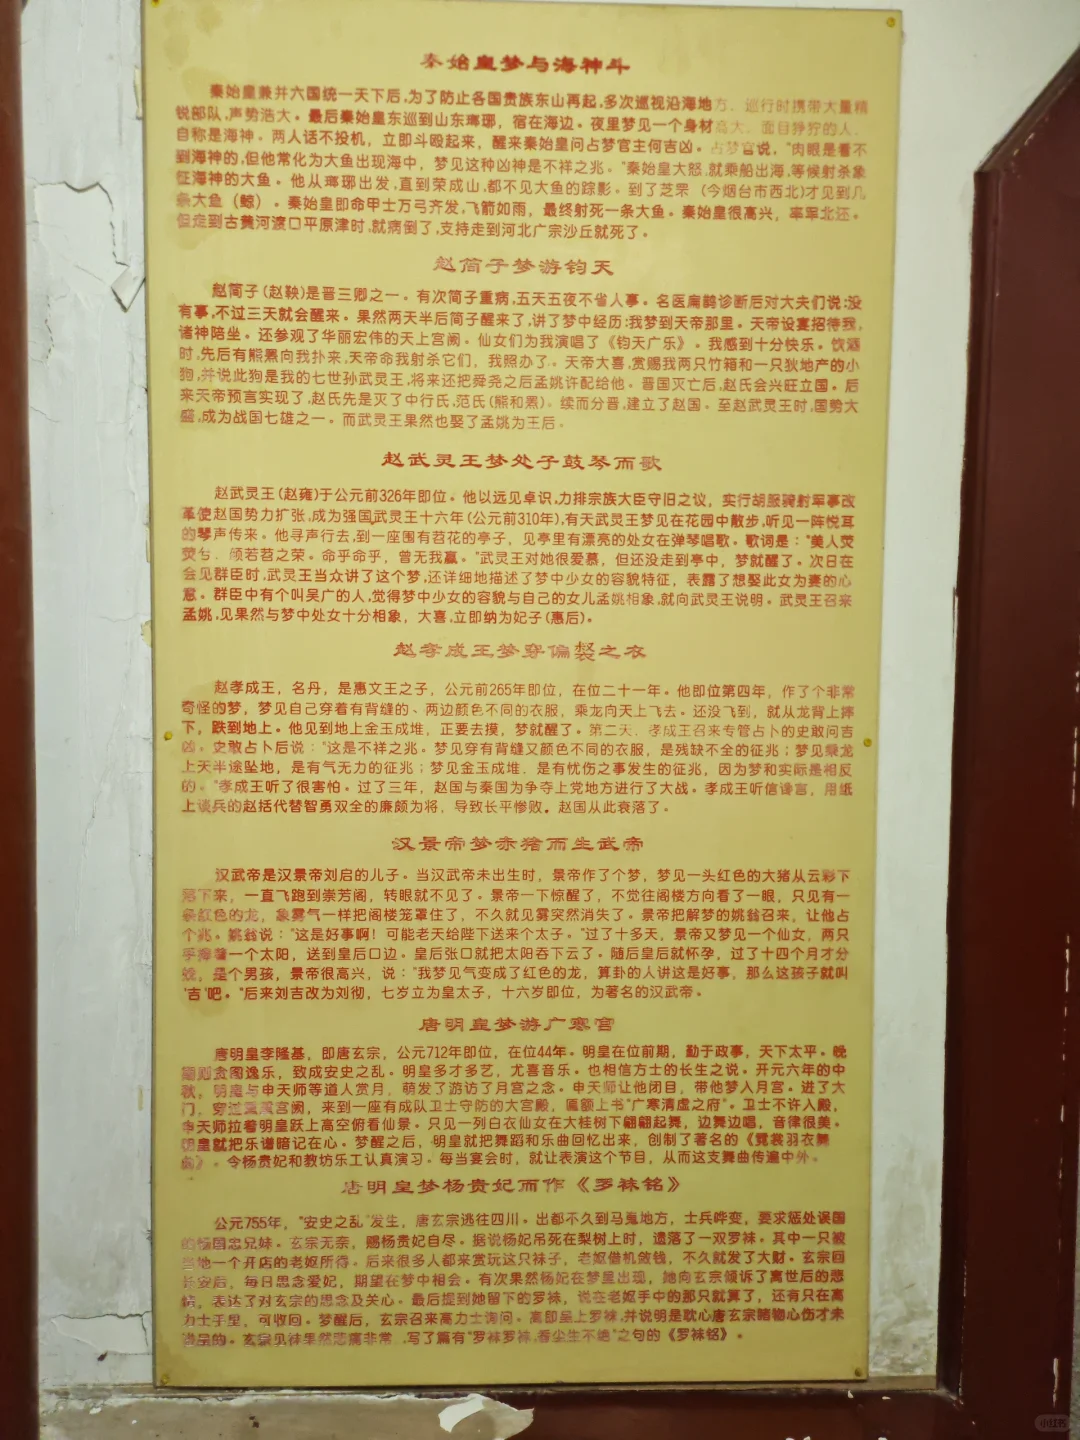 秦始皇梦与海神斗
秦始皇兼并六国统一天下后,为了防止各国贵族东山再起,多次巡视沿海地方、巡行时携带大量精
锐部队,声势浩大。最后秦始皇东巡到山东琅琊,宿在海边。夜里梦见一个身材高大、面目狰狞的人、
自称是海神。两人话不投机,立即斗殴起来,醒来秦始皇问占梦官主何吉凶。占梦官说,"肉眼是看不
到海神的,但他常化为大鱼出现海中,梦见这种凶神是不祥之兆。"秦始皇大怒,就乘船出海,等候射杀象
征海神的大鱼。他从琅琊出发,直到荣成山,都不见大鱼的踪影。到了芝罘(今烟台市西北)才见到几
条大鱼(鲸)。秦始皇即命甲士万弓齐发,飞箭如雨,最终射死一条大鱼。秦始皇很高兴,率军北还。
但走到古黄河渡口平原津时,就病倒了,支持走到河北广宗沙丘就死了。
赵简子梦游钧天
赵简子(赵鞅)是晋三卿之一。有次简子重病,五天五夜不省人事。名医扁鹊诊断后对大夫们说:没
有事,不过三天就会醒来。果然两天半后简子醒来了,讲了梦中经历:我梦到天帝那里。天帝设宴招待我,
诸神陪坐。还参观了华丽宏伟的天上宫阙。仙女们为我演唱了《钧天广乐》。我感到十分快乐。饮酒
时,先后有熊罴向我扑来,天帝命我射杀它们,我照办了。天帝大喜,赏赐我两只竹箱和一只狄地产的小
狗,并说此狗是我的七世孙武灵王,将来还把舜尧之后孟姚许配给他。晋国灭亡后,赵氏会兴旺立国。后
来天帝预言实现了,赵氏先是灭了中行氏,范氏(熊和罴)。续而分晋,建立了赵国。至赵武灵王时,国势大
盛,成为战国七雄之一。而武灵王果然也娶了孟姚为王后。
赵武灵王梦处子鼓琴而歌
赵武灵王(赵雍)于公元前326年即位。他以远见卓识,力排宗族大臣守旧之议,实行胡服骑射军事改
革使赵国势力扩张,成为强国武灵王十六年(公元前310年),有天武灵王梦见在花园中散步,听见一阵悦耳
的琴声传来。他寻声行去,到一座围有苕花的亭子,见亭里有漂亮的处女在弹琴唱歌。歌词是:"美人荧
荧兮,颜若苕之荣。命乎命乎,曾无我嬴。"武灵王对她很爱慕,但还没走到亭中,梦就醒了。次日在
会见群臣时,武灵王当众讲了这个梦,还详细地描述了梦中少女的容貌特征,表露了想娶此女为妻的心
意。群臣中有个叫吴广的人,觉得梦中少女的容貌与自己的女儿孟姚相象,就向武灵王说明。武灵王召来
孟姚,见果然与梦中处女十分相象,大喜,立即纳为妃子(惠后)。
赵孝成王梦穿偏裻之衣
赵孝成王,名丹,是惠文王之子,公元前265年即位,在位二十一年。他即位第四年,作了个非常
奇怪的梦,梦见自己穿着有背缝的、两边颜色不同的衣服,乘龙向天上飞去。还没飞到,就从龙背上摔
下,跌到地上。他见到地上金玉成堆,正要去摸,梦就醒了。第二天,孝成王召来专管占卜的史敢问吉
凶。史敢占卜后说:"这是不祥之兆。梦见穿有背缝又颜色不同的衣服,是残缺不全的征兆;梦见乘龙
上天半途坠地,是有气无力的征兆;梦见金玉成堆,是有忧伤之事发生的征兆,因为梦和实际是相反
的。"孝成王听了很害怕。过了三年,赵国与秦国为争夺上党地方进行了大战。孝成王听信谗言,用纸
上谈兵的赵括代替智勇双全的廉颇为将,导致长平惨败。赵国从此衰落了。
汉景帝梦赤猪而生武帝
汉武帝是汉景帝刘启的儿子。当汉武帝未出生时,景帝作了个梦,梦见一头红色的大猪从云彩下
落下来,一直飞跑到崇芳阁,转眼就不见了。景帝一下惊醒了,不觉往阁楼方向看了一眼,只见有一
条红色的龙,象雾气一样把阁楼笼罩住了,不久就见雾突然消失了。景帝把解梦的姚翁召来,让他占
个兆。姚翁说:"这是好事啊!可能老天给陛下送来个太子。"过了十多天,景帝又梦见一个仙女,两只
手捧着一个太阳,送到皇后口边。皇后张口就把太阳吞下云了。随后皇后就怀孕,过了十四个月才分
娩,是个男孩,景帝很高兴,说:"我梦见气变成了红色的龙,算卦的人讲这是好事,那么这孩子就叫
'吉'吧。"后来刘吉改为刘彻,七岁立为皇太子,十六岁即位,为著名的汉武帝。
唐明皇梦游广寒宫
唐明皇李隆基,即唐玄宗,公元712年即位,在位44年。明皇在位前期,勤于政事,天下太平。晚
期则贪图逸乐,致成安史之乱。明皇多才多艺,尤喜音乐。也相信方士的长生之说。开元六年的中
秋,明皇与申天师等道人赏月,萌发了游访了月宫之念。申天师让他闭目,带他梦入月宫。进了大
门,穿过重重宫阙,来到一座有成队卫士守防的大宫殿,匾额上书"广寒清虚之府"。卫士不许入殿,
申天师拉着明皇跃上高空俯看仙景。只见一列白衣仙女在大桂树下翩翩起舞,边舞边唱,音律很美。
明皇就把乐谱暗记在心。梦醒之后,明皇就把舞蹈和乐曲回忆出来,创制了著名的《霓裳羽衣舞
曲》。令杨贵妃和教坊乐工认真演习。每当宴会时,就让表演这个节目,从而这支舞曲传遍中外。
唐明皇梦杨贵妃而作《罗袜铭》
公元755年,"安史之乱"发生,唐玄宗逃往四川。出都不久到马嵬地方,士兵哗变,要求惩处误国
的杨国忠兄妹。玄宗无奈,赐杨贵妃自尽。据说杨妃吊死在梨树上时,遗落了一双罗袜。其中一只被
当地一个开店的老妪所得。后来很多人都来赏玩这只袜子,老妪借机敛钱,不久就发了大财。玄宗回
长安后,每日思念爱妃,期望在梦中相会。有次果然杨妃在梦里出现,她向玄宗倾诉了离世后的悲
情,表达了对玄宗的思念及关心。最后提到她留下的罗袜,说在老妪手中的那只就算了,还有只在高
力士手里,可收回。梦醒后,玄宗召来高力士询问。高即呈上罗袜,并说明是耽心唐玄宗睹物心伤才未
进呈的。玄宗见袜果然悲痛非常,写了篇有"罗袜罗袜,香尘生不绝"之句的《罗袜铭》。
小红书